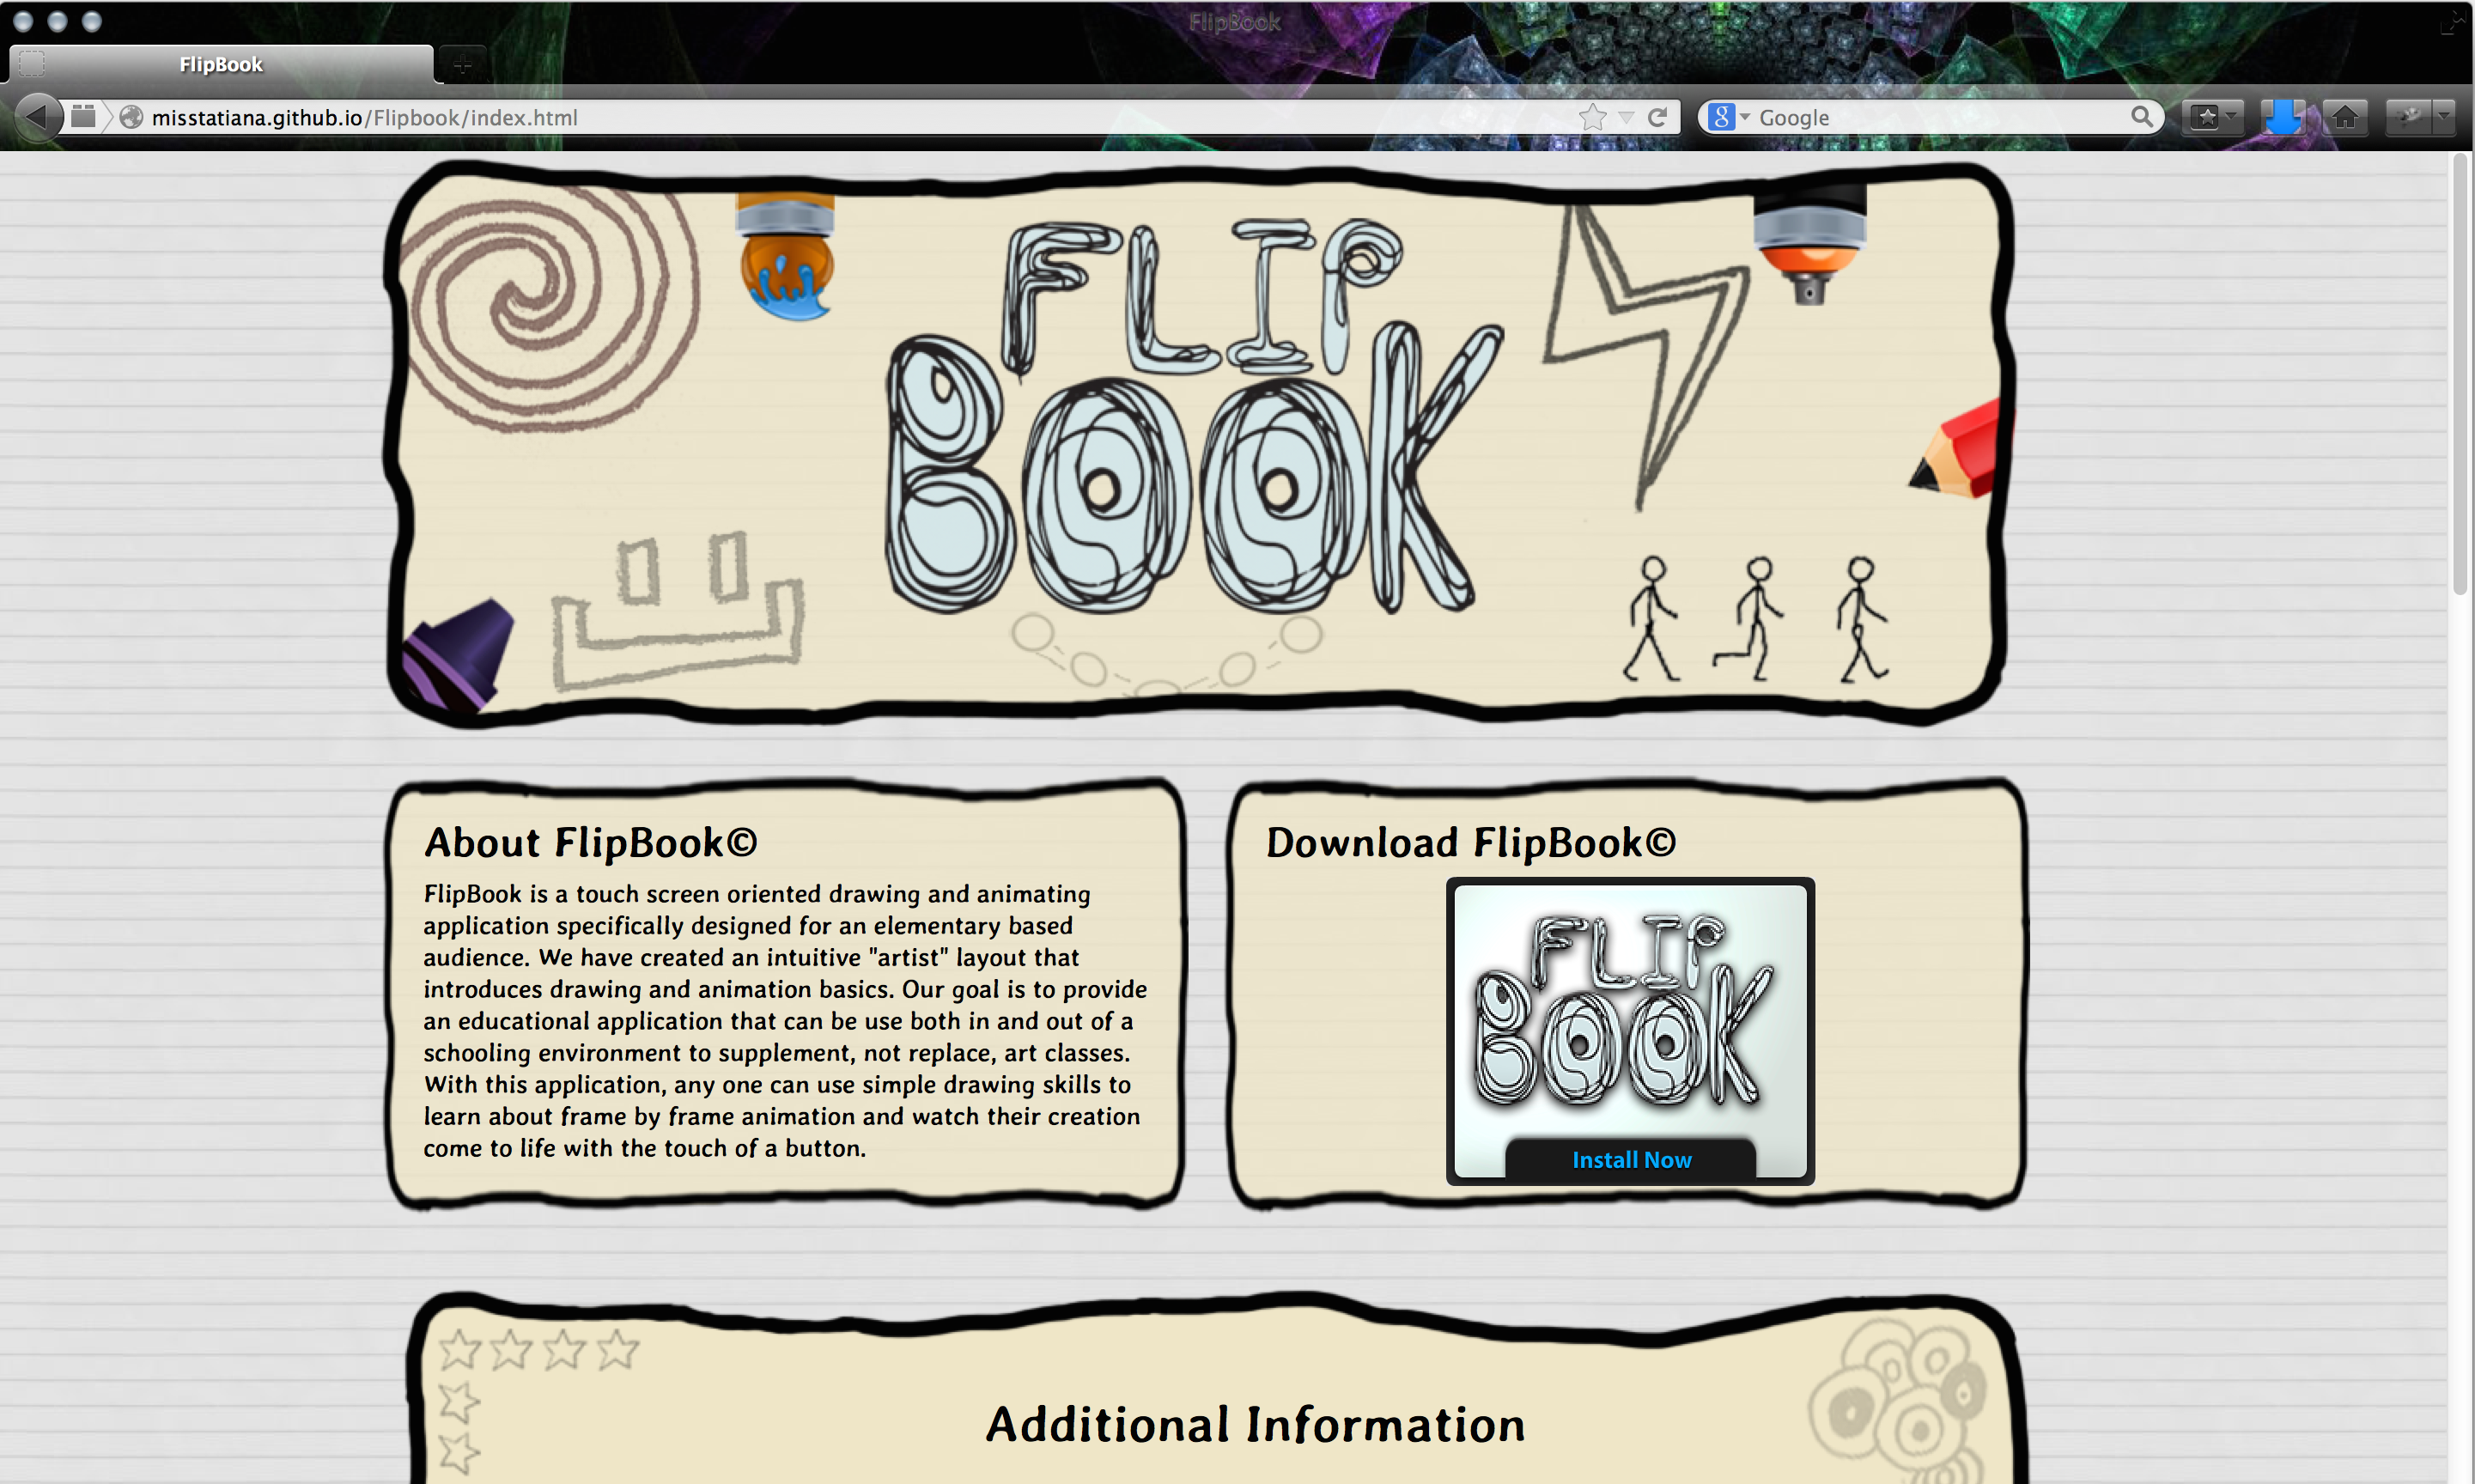 FlipBook
FlipBook
misstatiana.github.io/Flipbook/index.html
Google
FLIP
BOOK
About FlipBook©
FlipBook is a touch screen oriented drawing and animating
application specifically designed for an elementary based
audience. We have created an intuitive "artist" layout that
introduces drawing and animation basics. Our goal is to provide
an educational application that can be use both in and out of a
schooling environment to supplement, not replace, art classes.
With this application, any one can use simple drawing skills to
learn about frame by frame animation and watch their creation
come to life with the touch of a button.
Download FlipBook©
FLIP
BOOK
Install Now
Additional Information